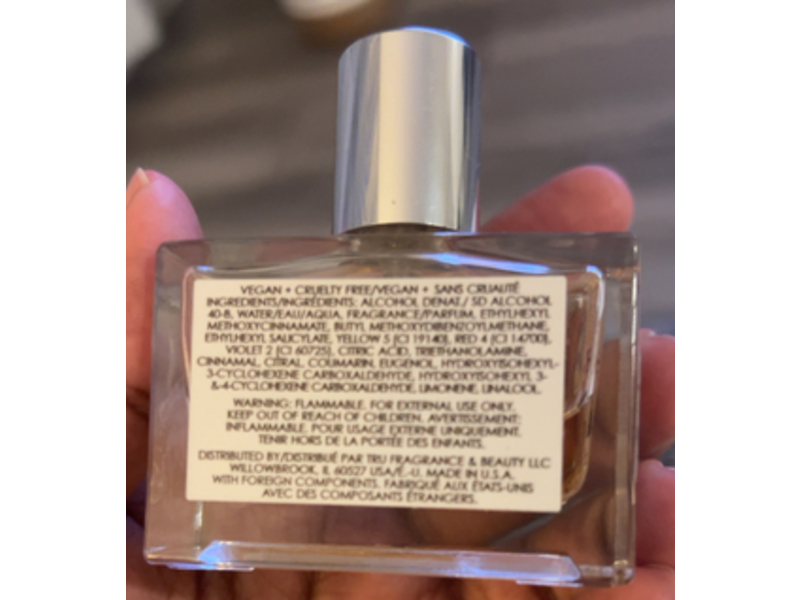 VEGAN + CRUELTY FREE/VEGAN + SANS CRUAUTÉ
INGREDIENTS/INGRÉDIENTS: ALCOHOL DENAT./ SD ALCOHOL
40-B, WATER/EAU/AQUA, FRAGRANCE/PARFUM, ETHYLHEXYL
METHOXYCINNAMATE, BUTYL METHOXYDIBENZOYLMETHANE,
ETHYLHEXYL SALICYLATE, YELLOW 5 (CI 19140), RED 4 (CI 14700),
VIOLET 2 (CI 60725), CITRIC ACID, TRIETHANOLAMINE,
CINNAMAL, CITRAL, COUMARIN, EUGENOL, HYDROXYISOHEXYL-
3-CYCLOHEXENE CARBOXALDEHYDE, HYDROXYISOHEXYL 3-
&-4-CYCLOHEXENE CARBOXALDEHYDE, LIMONENE, LINALOOL.
WARNING: FLAMMABLE. FOR EXTERNAL USE ONLY.
KEEP OUT OF REACH OF CHILDREN. AVERTISSEMENT:
INFLAMMABLE. POUR USAGE EXTERNE UNIQUEMENT.
TENIR HORS DE LA PORTÉE DES ENFANTS.
DISTRIBUTED BY/DISTRIBUÉ PAR TRU FRAGRANCE & BEAUTY LLC
WILLOWBROOK, IL 60527 USA/É.-U. MADE IN U.S.A.
WITH FOREIGN COMPONENTS. FABRIQUÉ AUX ÉTATS-UNIS
AVEC DES COMPOSANTS ÉTRANGERS.